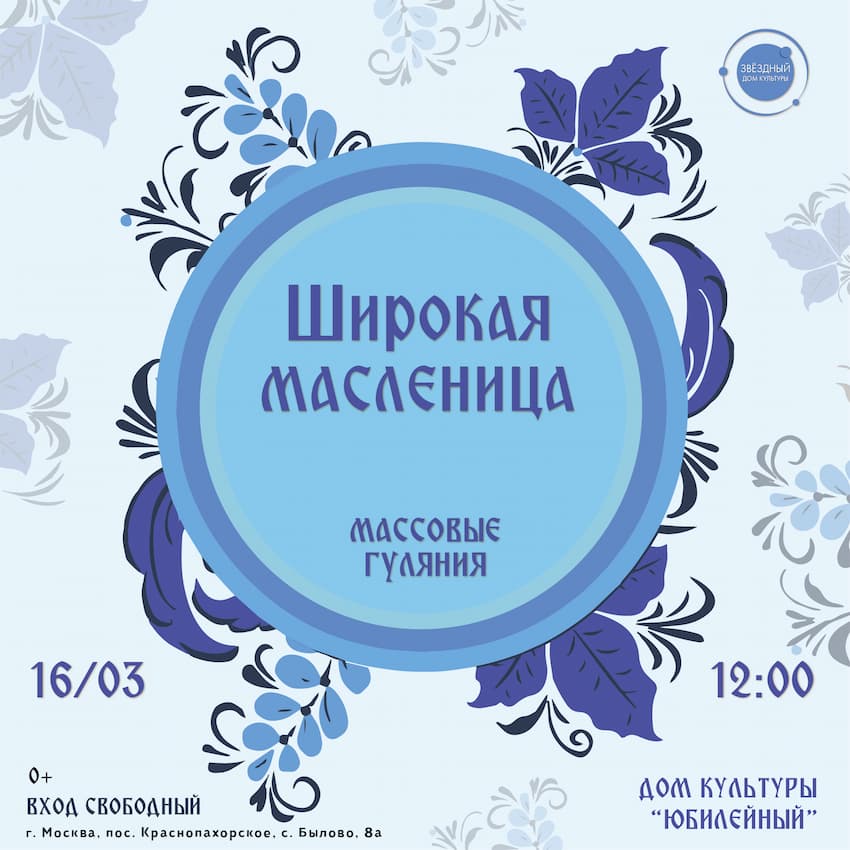 ЗВЁЗДНЫЙ
ДОМ КУЛЬТУРЫ
Широкая
масленица
массовые
гуляния
16/03
12:00
0+
вход свободный
г. Москва, пос. Краснопахорское, с. Былово, 8а
дом культуры
"юбилейный"